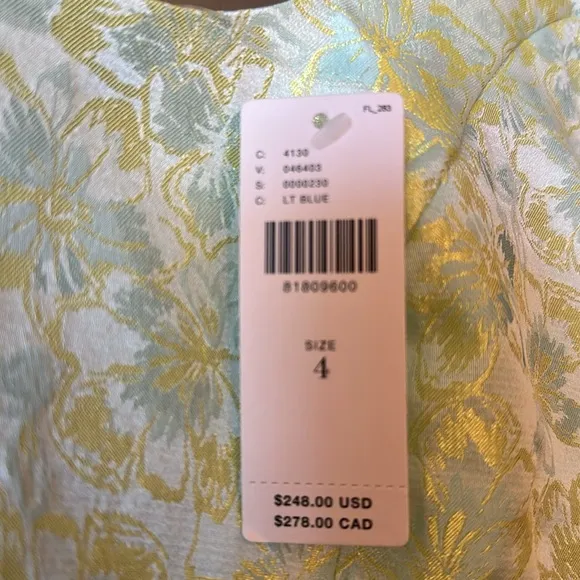 FL_283
C: 4130
V: 046403
S: 0000230
C: LT BLUE
81809600
SIZE
4
$248.00 USD
$278.00 CAD